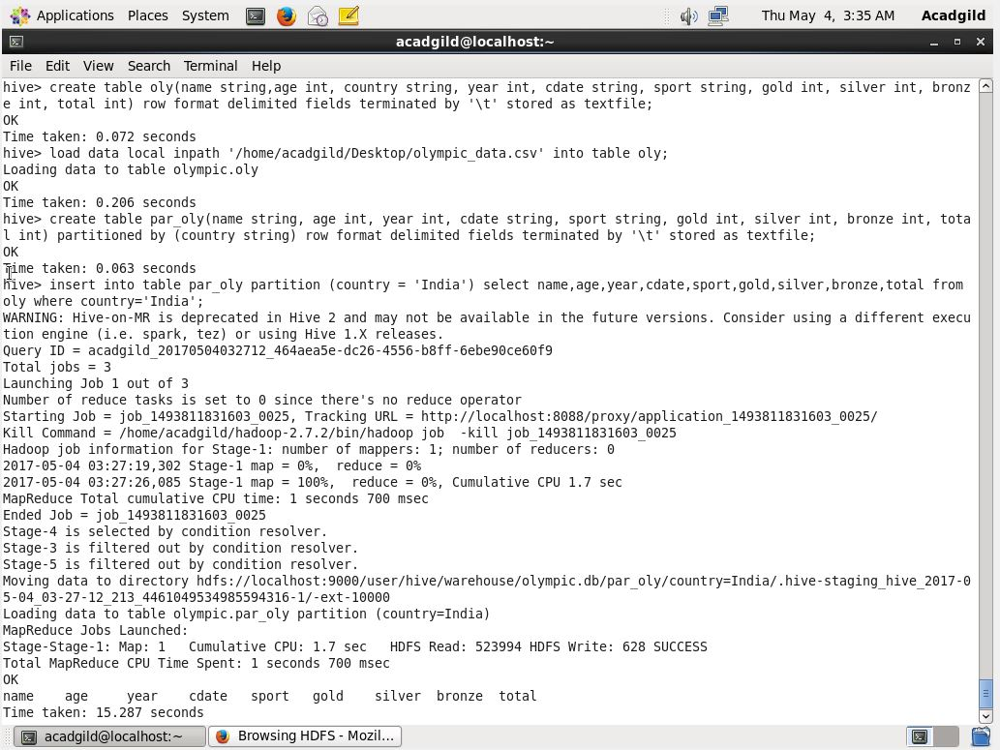 Applications Places System Thu May 4, 3:35 AM Acadgild
acadgild@localhost:~
File Edit View Search Terminal Help
hive> create table oly(name string,age int, country string, year int, cdate string, sport string, gold int, silver int, bronz
e int, total int) row format delimited fields terminated by '\t' stored as textfile;
OK
Time taken: 0.072 seconds
hive> load data local inpath '/home/acadgild/Desktop/olympic_data.csv' into table oly;
Loading data to table olympic.oly
OK
Time taken: 0.206 seconds
hive> create table par_oly(name string, age int, year int, cdate string, sport string, gold int, silver int, bronze int, tota
l int) partitioned by (country string) row format delimited fields terminated by '\t' stored as textfile;
OK
Time taken: 0.063 seconds
hive> insert into table par_oly partition (country = 'India') select name,age,year,cdate,sport,gold,silver,bronze,total from
oly where country='India';
WARNING: Hive-on-MR is deprecated in Hive 2 and may not be available in the future versions. Consider using a different execu
tion engine (i.e. spark, tez) or using Hive 1.X releases.
Query ID = acadgild_20170504032712_464aea5e-dc26-4556-b8ff-6ebe90ce60f9
Total jobs = 3
Launching Job 1 out of 3
Number of reduce tasks is set to 0 since there's no reduce operator
Starting Job = job_1493811831603_0025, Tracking URL = http://localhost:8088/proxy/application_1493811831603_0025/
Kill Command = /home/acadgild/hadoop-2.7.2/bin/hadoop job  -kill job_1493811831603_0025
Hadoop job information for Stage-1: number of mappers: 1; number of reducers: 0
2017-05-04 03:27:19,302 Stage-1 map = 0%,  reduce = 0%
2017-05-04 03:27:26,085 Stage-1 map = 100%,  reduce = 0%, Cumulative CPU 1.7 sec
MapReduce Total cumulative CPU time: 1 seconds 700 msec
Ended Job = job_1493811831603_0025
Stage-4 is selected by condition resolver.
Stage-3 is filtered out by condition resolver.
Stage-5 is filtered out by condition resolver.
Moving data to directory hdfs://localhost:9000/user/hive/warehouse/olympic.db/par_oly/country=India/.hive-staging_hive_2017-0
5-04_03-27-12_213_4461049534985594316-1/-ext-10000
Loading data to table olympic.par_oly partition (country=India)
MapReduce Jobs Launched:
Stage-Stage-1: Map: 1   Cumulative CPU: 1.7 sec   HDFS Read: 523994 HDFS Write: 628 SUCCESS
Total MapReduce CPU Time Spent: 1 seconds 700 msec
OK
name    age     year    cdate   sport   gold    silver  bronze  total
Time taken: 15.287 seconds
acadgild@localhost:~ Browsing HDFS - Mozil...